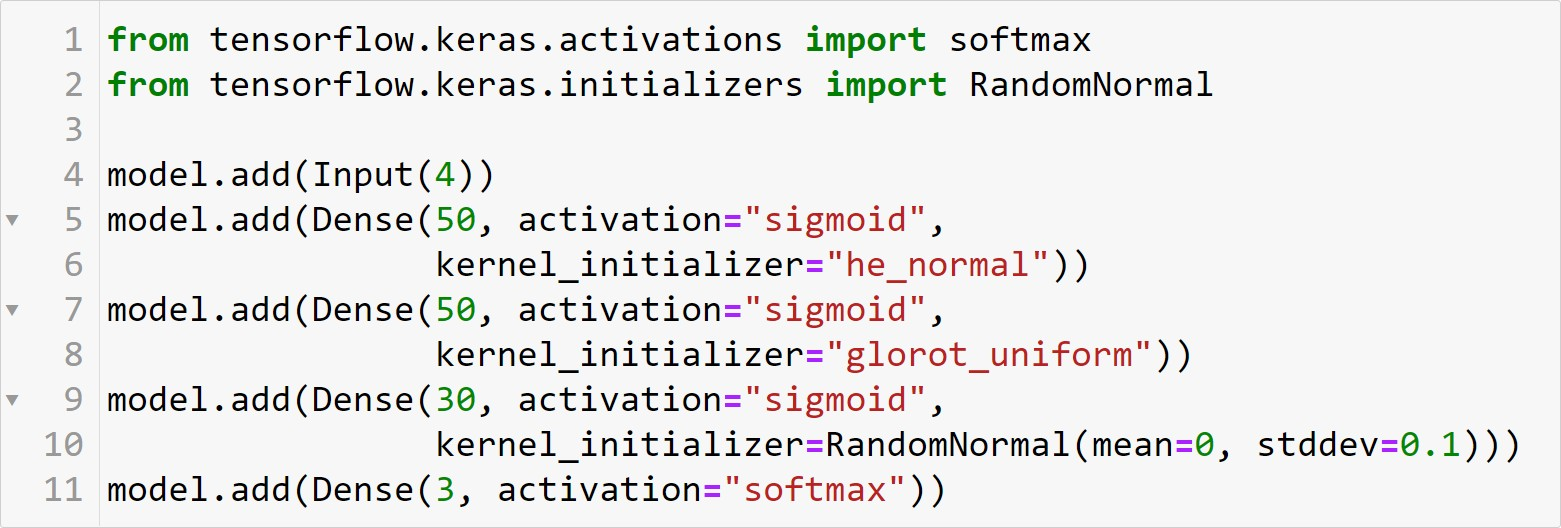 1 from tensorflow.keras.activations import softmax
2 from tensorflow.keras.initializers import RandomNormal
3
4 model.add(Input(4))
5 model.add(Dense(50, activation="sigmoid",
6                 kernel_initializer="he_normal"))
7 model.add(Dense(50, activation="sigmoid",
8                 kernel_initializer="glorot_uniform"))
9 model.add(Dense(30, activation="sigmoid",
10                 kernel_initializer=RandomNormal(mean=0, stddev=0.1)))
11 model.add(Dense(3, activation="softmax"))